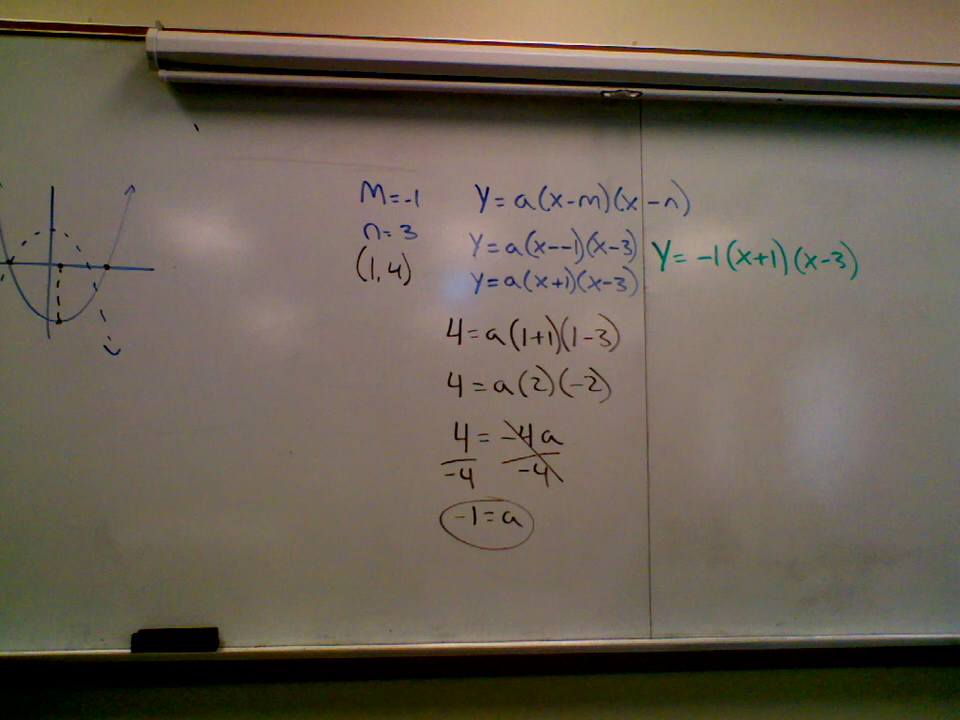 M=-1
n=3
(1,4)
y=a(x-m)(x-n)
y=a(x--1)(x-3)
y=a(x+1)(x-3)
4=a(1+1)(1-3)
4=a(2)(-2)
4=-4a
-4 -4
-1=a
y=-1(x+1)(x-3)